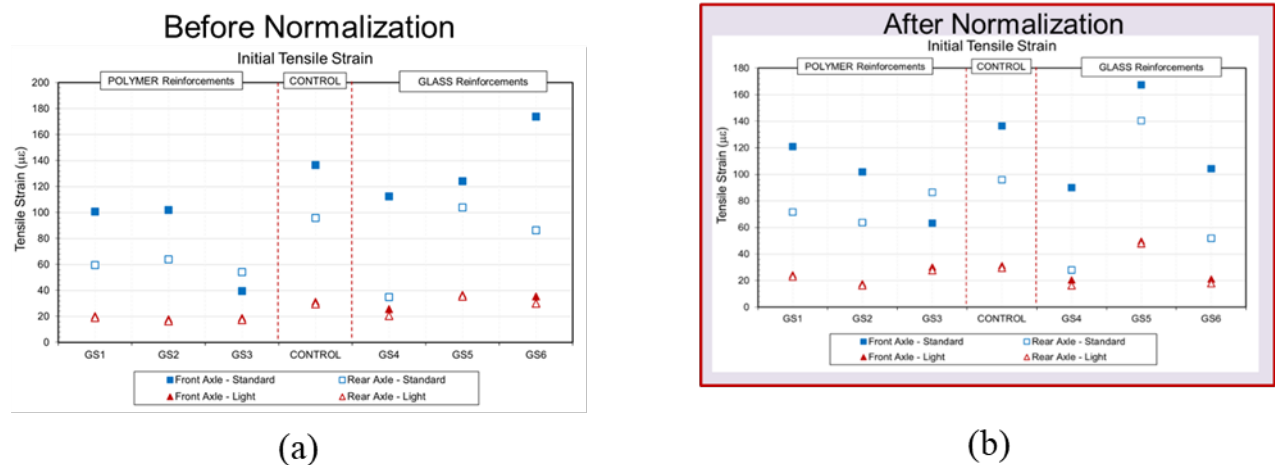 Before Normalization
Initial Tensile Strain
POLYMER Reinforcements
CONTROL
GLASS Reinforcements
200
180
160
140
120
100
80
60
40
20
0
Tensile Strain (µε)
GS1
GS2
GS3
CONTROL
GS4
GS5
GS6
Front Axle - Standard
Rear Axle - Standard
Front Axle - Light
Rear Axle - Light
(a)
After Normalization
Initial Tensile Strain
POLYMER Reinforcements
CONTROL
GLASS Reinforcements
180
160
140
120
100
80
60
40
20
0
Tensile Strain (µε)
GS1
GS2
GS3
CONTROL
GS4
GS5
GS6
Front Axle - Standard
Rear Axle - Standard
Front Axle - Light
Rear Axle - Light
(b)